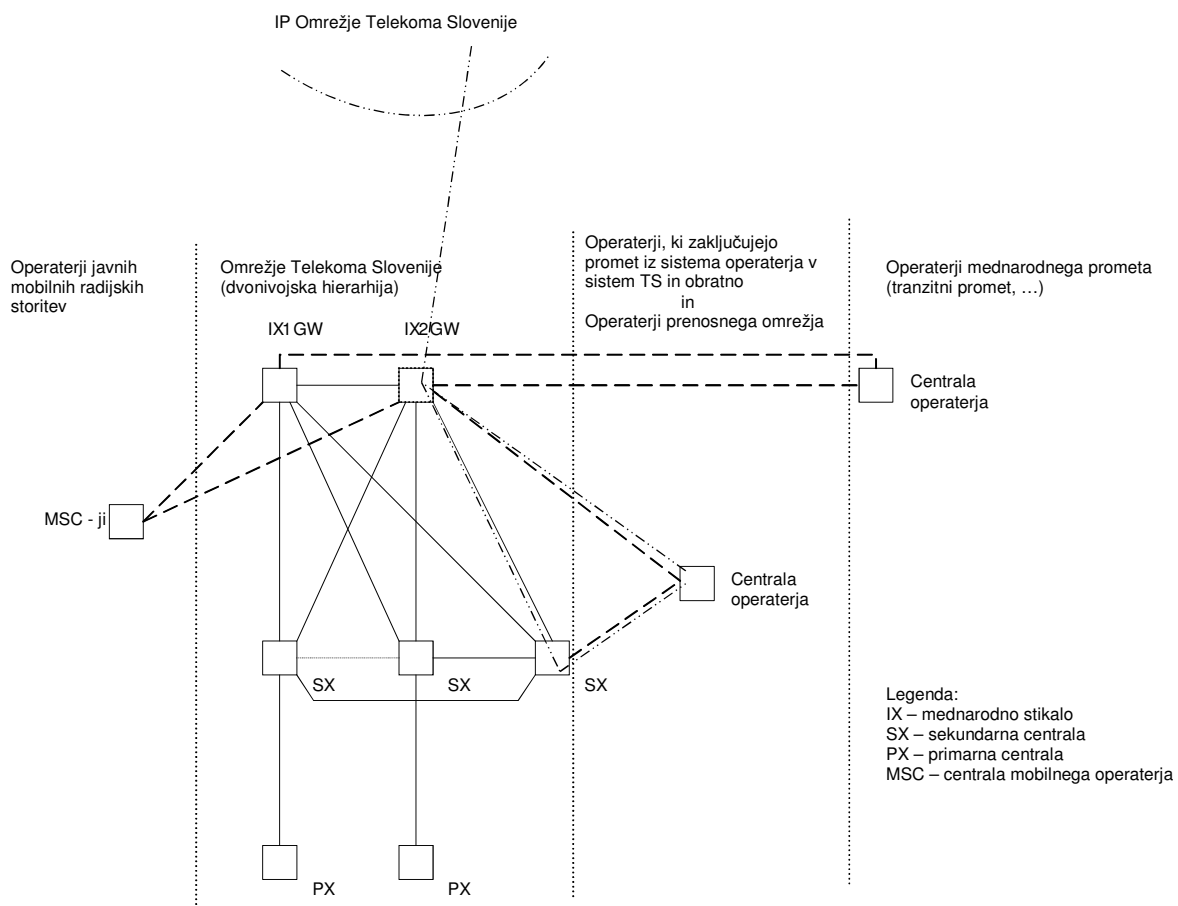 IP Omrežje Telekoma Slovenije
Operaterji javnih
mobilnih radijskih
storitev
Omrežje Telekoma Slovenije
(dvonivojska hierarhija)
Operaterji, ki zaključujejo
promet iz sistema operaterja v
sistem TS in obratno
in
Operaterji prenosnega omrežja
Operaterji mednarodnega prometa
(tranzitni promet, …)
IX1 GW
IX2/GW
Centrala
operaterja
MSC - ji
Centrala
operaterja
SX
SX
SX
Legenda:
IX – mednarodno stikalo
SX – sekundarna centrala
PX – primarna centrala
MSC – centrala mobilnega operaterja
PX
PX